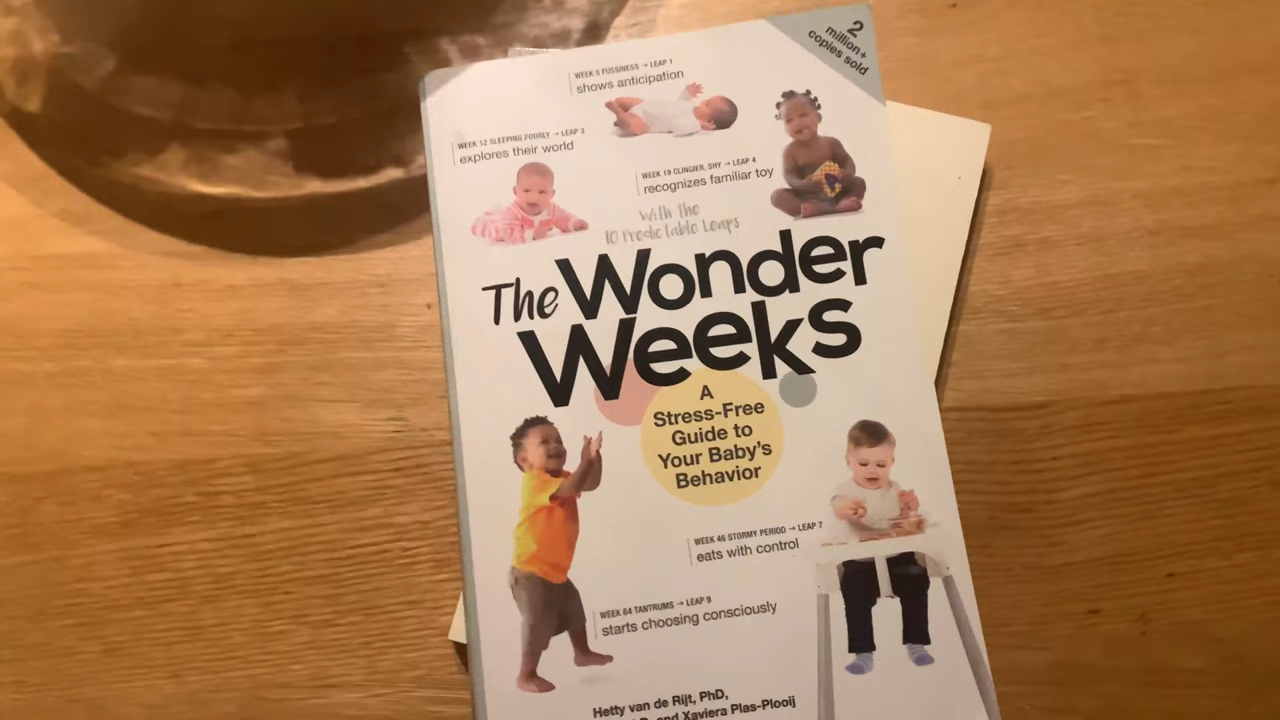 2
million+
copies sold
WEEK 5 FUSSINESS → LEAP 1
shows anticipation
WEEK 12 SLEEPING POORLY → LEAP 3
explores their world
WEEK 19 CLINGIER, SHY → LEAP 4
recognizes familiar toy
With the
10 Predictable Leaps
The Wonder
Weeks
A
Stress-Free
Guide to
Your Baby's
Behavior
WEEK 46 STORMY PERIOD → LEAP 7
eats with control
WEEK 64 TANTRUMS → LEAP 9
starts choosing consciously
Hetty van de Rijt, PhD,
and Xaviera Plas-Plooij